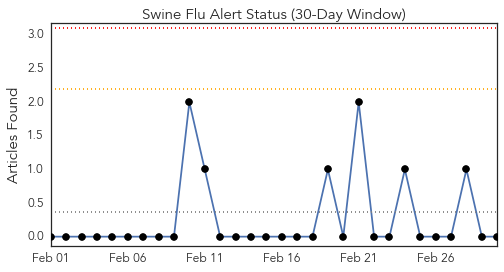 Swine Flu Alert Status (30-Day Window)
Articles Found
3.0
2.5
2.0
1.5
1.0
0.5
0.0
Feb 01 Feb 06 Feb 11 Feb 16 Feb 21 Feb 26